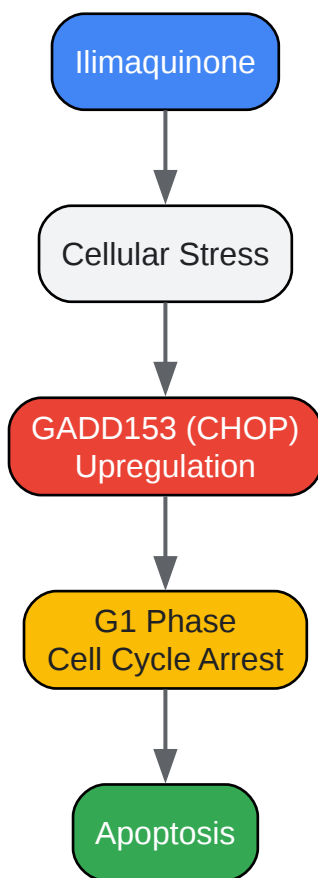 Ilimaquinone
Cellular Stress
GADD153 (CHOP)
Upregulation
G1 Phase
Cell Cycle Arrest
Apoptosis